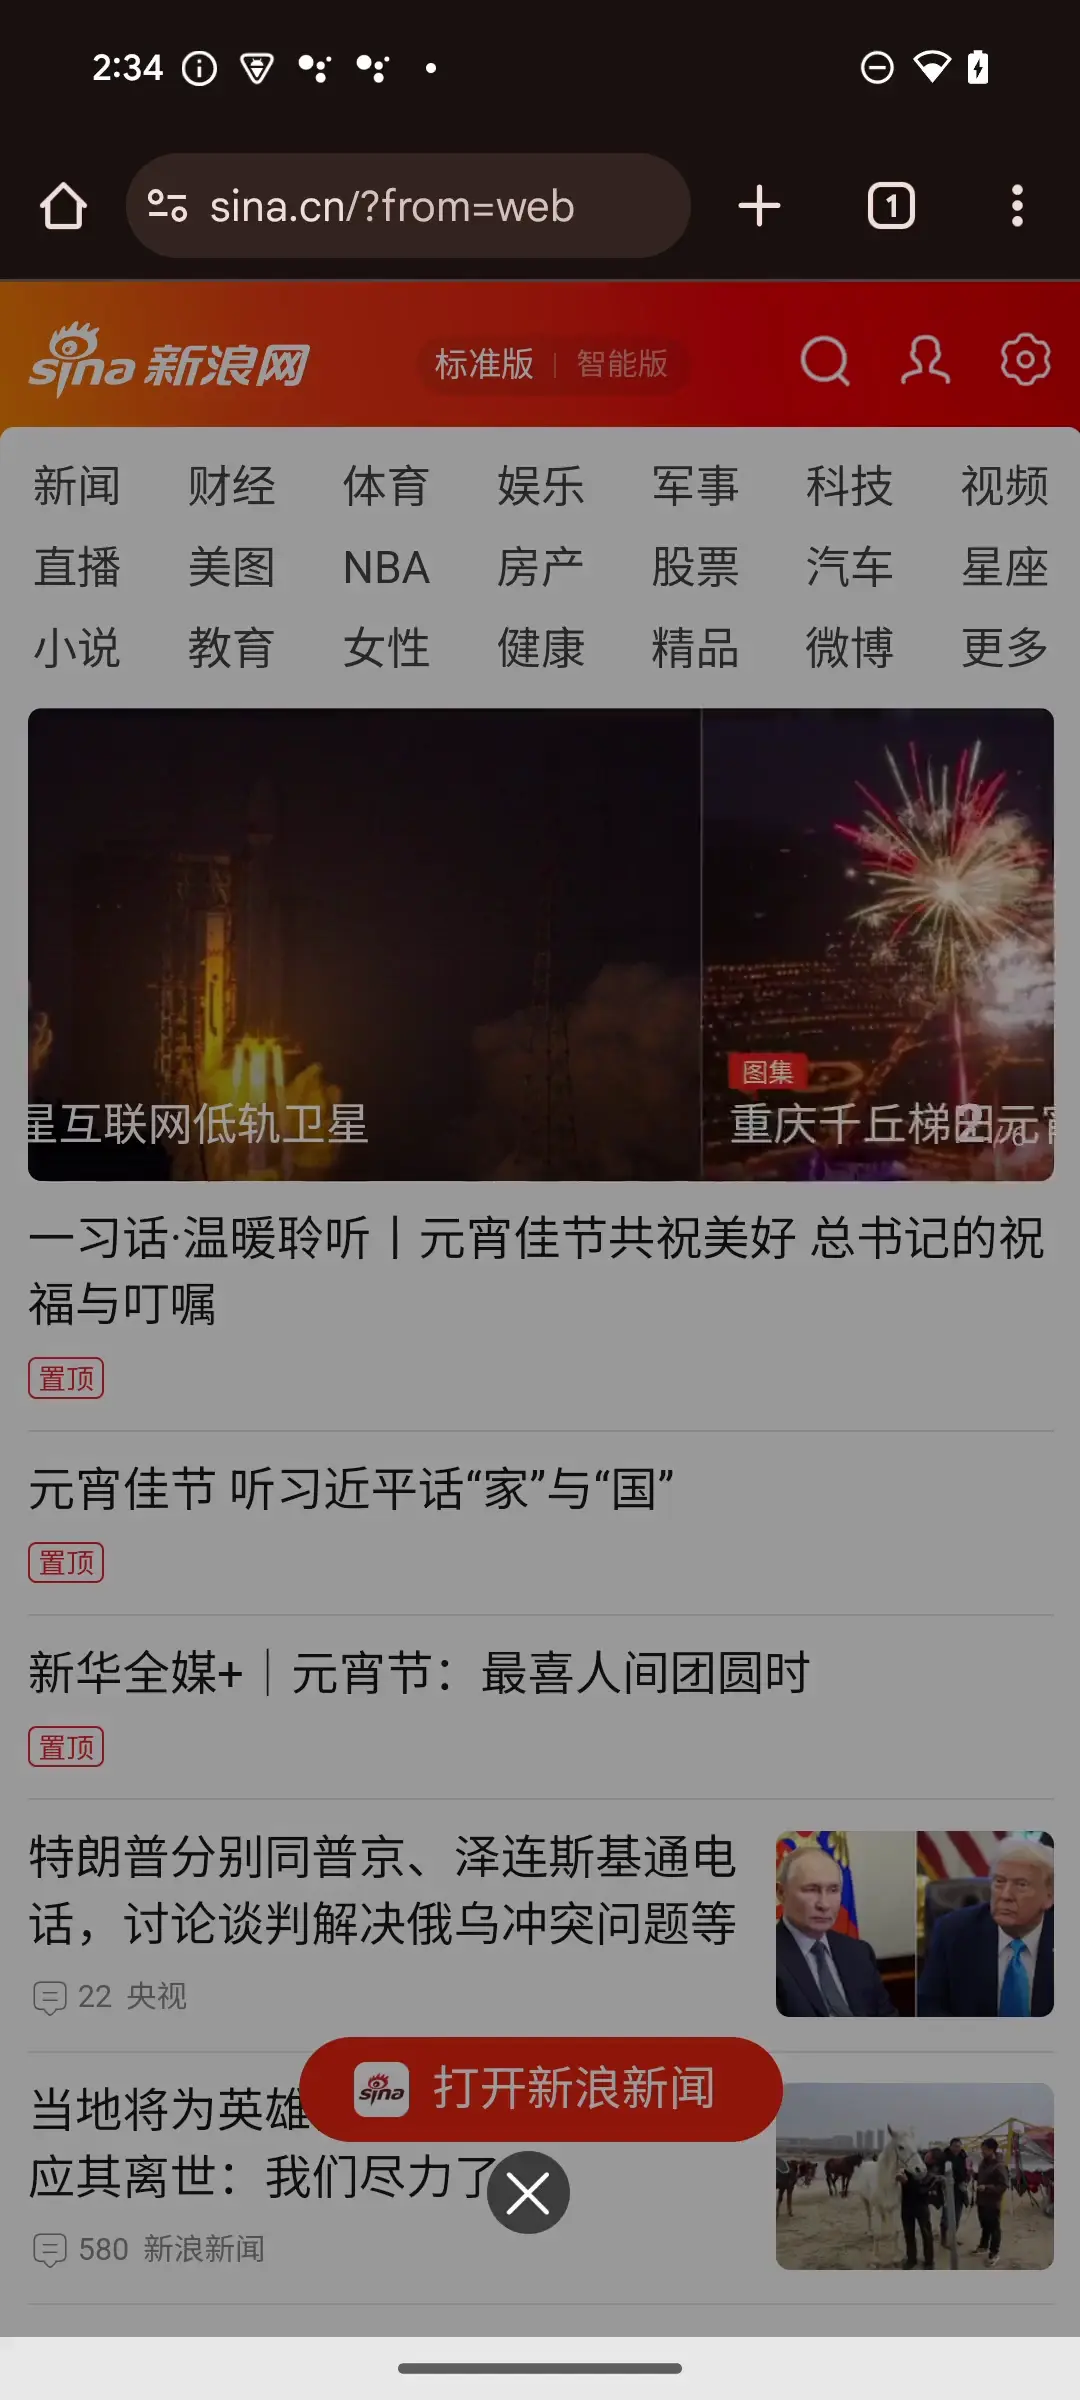 2:34
sina.cn/?from=web
1
sina 新浪网
标准版 | 智能版
新闻 财经 体育 娱乐 军事 科技 视频
直播 美图 NBA 房产 股票 汽车 星座
小说 教育 女性 健康 精品 微博 更多
图集
星互联网低轨卫星
重庆千丘梯田元宵
2/6
一习话·温暖聆听丨元宵佳节共祝美好 总书记的祝
福与叮嘱
置顶
元宵佳节 听习近平话“家”与“国”
置顶
新华全媒+｜元宵节：最喜人间团圆时
置顶
特朗普分别同普京、泽连斯基通电
话，讨论谈判解决俄乌冲突问题等
22 央视
sina 打开新浪新闻
当地将为英雄
应其离世：我们尽力了
580 新浪新闻